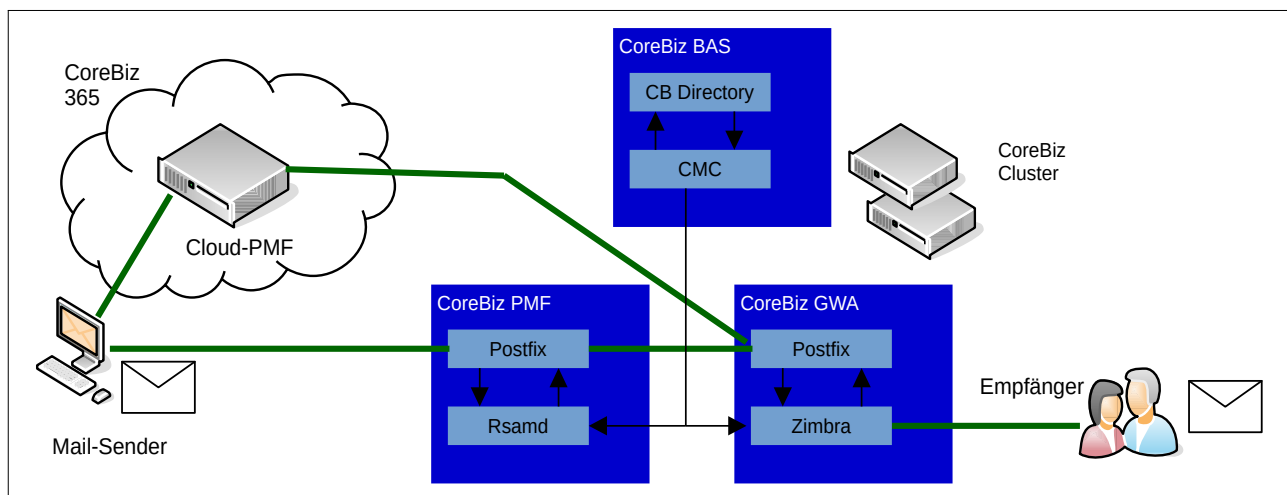 CoreBiz
365
Cloud-PMF
Mail-Sender
CoreBiz BAS
CB Directory
CMC
CoreBiz
Cluster
CoreBiz PMF
Postfix
Rsamd
CoreBiz GWA
Postfix
Zimbra
Empfänger